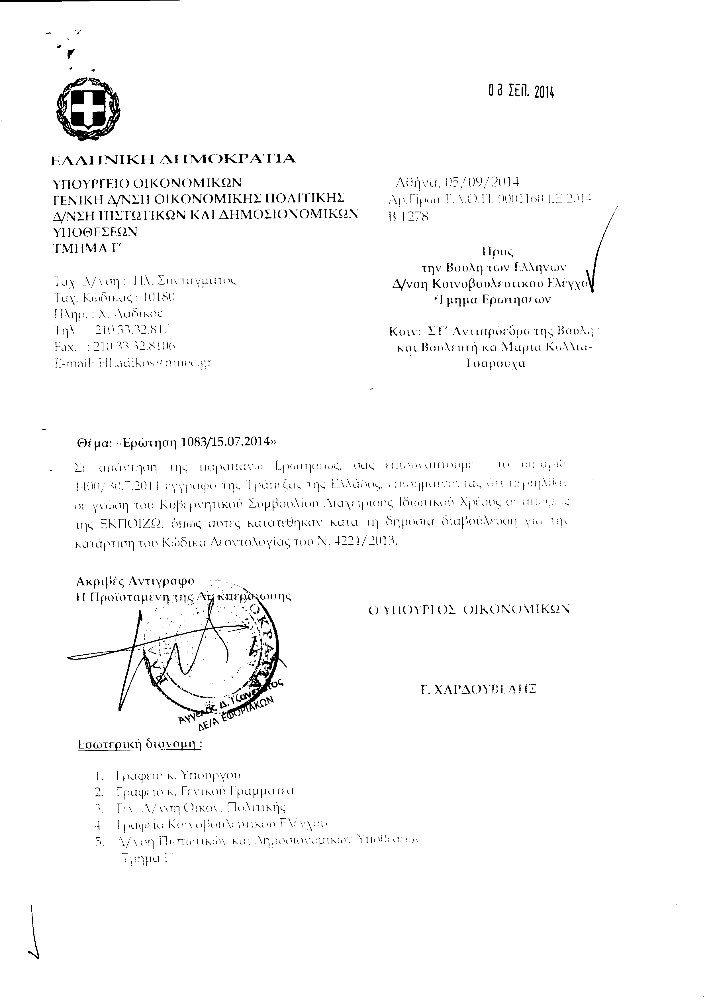 08 ΣΕΠ. 2014
ΕΛΛΗΝΙΚΗ ΔΗΜΟΚΡΑΤΙΑ
ΥΠΟΥΡΓΕΙΟ ΟΙΚΟΝΟΜΙΚΩΝ
ΓΕΝΙΚΗ Δ/ΝΣΗ ΟΙΚΟΝΟΜΙΚΗΣ ΠΟΛΙΤΙΚΗΣ
Δ/ΝΣΗ ΠΙΣΤΩΤΙΚΩΝ ΚΑΙ ΔΗΜΟΣΙΟΝΟΜΙΚΩΝ
ΥΠΟΘΕΣΕΩΝ
ΤΜΗΜΑ Γ'
Ταχ. Δ/νση : Πλ. Συνταγματος
Ταχ. Κώδικας : 10180
Πληρ. : Χ. Λαδικος
Τηλ. : 210 33.32.817
Fax. : 210 33.32.8106
E-mail: HLadikos@mnec.gr
Αθήνα, 05/09/2014
Αρ.Πρωτ Γ.Δ.Ο.Π. 0001160 ΕΞ 2014
Β 1278
Προς
την Βουλή των Ελλήνων
Δ/νση Κοινοβουλευτικού Ελέγχου
Τμήμα Ερωτήσεων
Κοιν: ΣΤ' Αντιπρόεδρο της Βουλής
και Βουλευτή κα Μαρία Κόλλια-
Τσαρουχά
Θέμα: «Ερώτηση 1083/15.07.2014»
Σε απάντηση της παραπάνω Ερωτήσεως, σας επισυνάπτουμε το υπ'αριθ.
1400/30.7.2014 έγγραφο της Τράπεζας της Ελλάδος, επισημαίνοντας ότι περιήλθαν
σε γνώση του Κυβερνητικού Συμβουλίου Διαχείρισης Ιδιωτικού Χρέους οι απόψεις
της ΕΚΠΟΙΖΩ, όπως αυτές κατατέθηκαν κατά τη δημόσια διαβούλευση για την
κατάρτιση του Κώδικα Δεοντολογίας του Ν. 4224/2013.
Ακριβές Αντίγραφο
Η Προϊσταμένη της Διεκπεραίωσης
Ο ΥΠΟΥΡΓΟΣ ΟΙΚΟΝΟΜΙΚΩΝ
Γ. ΧΑΡΔΟΥΒΕΛΗΣ
ΔΕ/Α ΕΦΟΡΙΑΚΩΝ
Εσωτερική διανομή :
1. Γραφείο κ. Υπουργού
2. Γραφείο κ. Γενικού Γραμματέα
3. Γεν. Δ/νση Οικον. Πολιτικής
4. Γραφείο Κοινοβουλευτικού Ελέγχου
5. Δ/νση Πιστωτικών και Δημοσιονομικών Υποθέσεων
Τμήμα Γ'